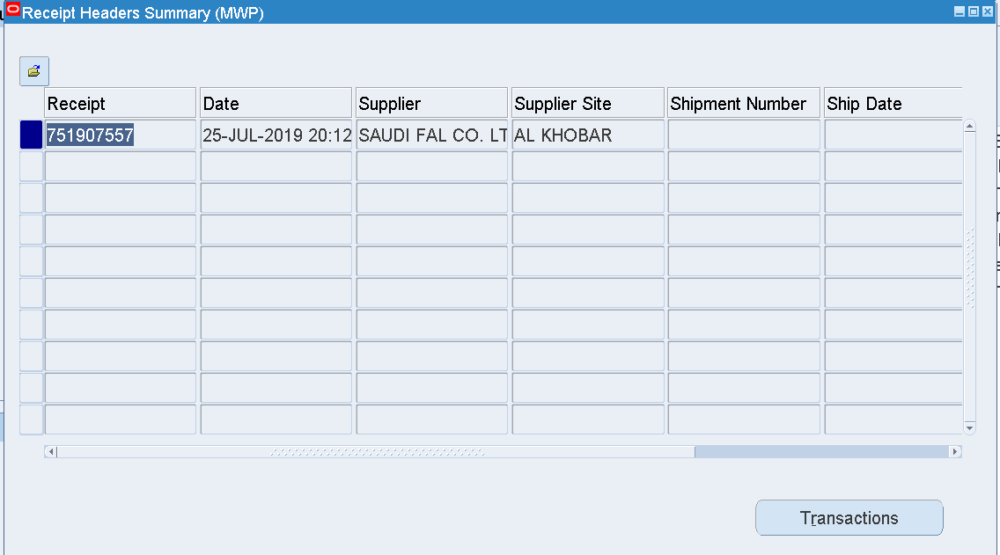 Receipt Headers Summary (MWP)
Receipt Date Supplier Supplier Site Shipment Number Ship Date
751907557 25-JUL-2019 20:12 SAUDI FAL CO. LT AL KHOBAR
Transactions